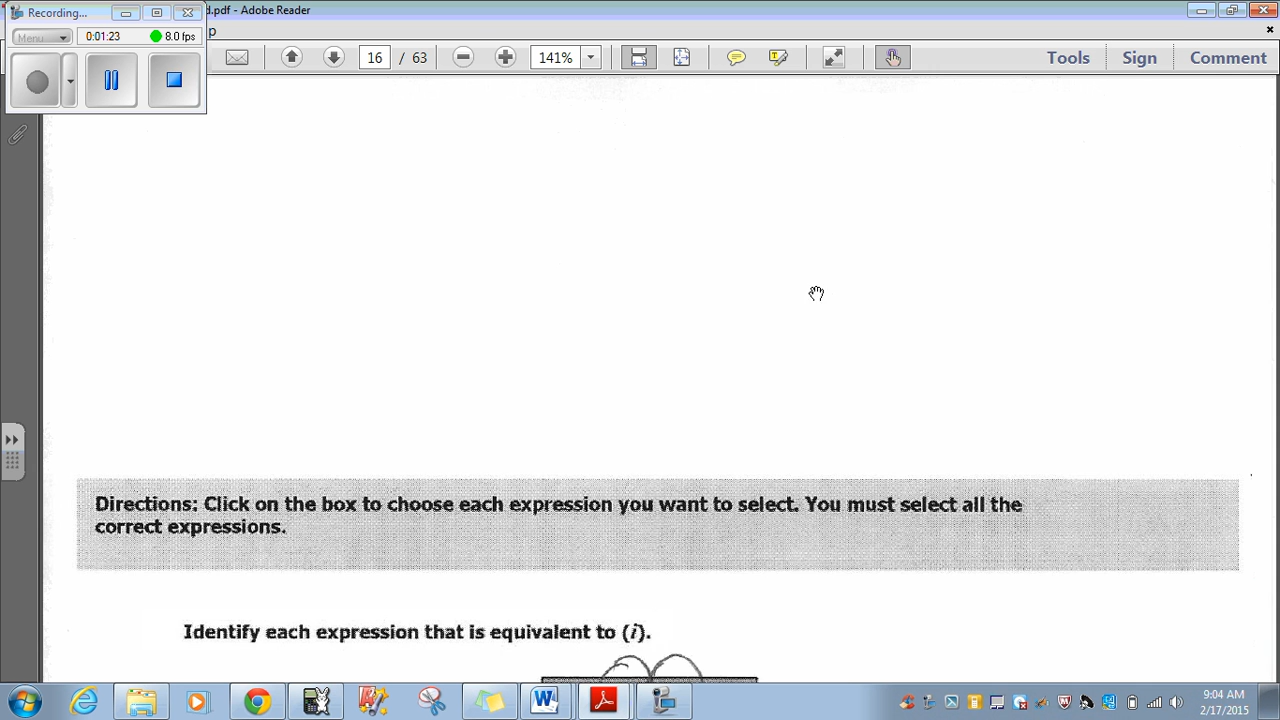 Recording...
d.pdf - Adobe Reader
Menu
0:01:23
8.0 fps
p
16 / 63
141%
Tools
Sign
Comment
Directions: Click on the box to choose each expression you want to select. You must select all the
correct expressions.
Identify each expression that is equivalent to (i).
9:04 AM
2/17/2015